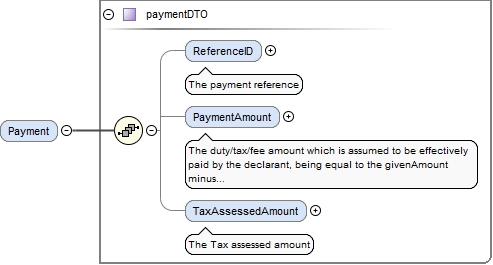 paymentDTO
ReferenceID
The payment reference
Payment
PaymentAmount
The duty/tax/fee amount which is assumed to be effectively
paid by the declarant, being equal to the givenAmount
minus...
TaxAssessedAmount
The Tax assessed amount